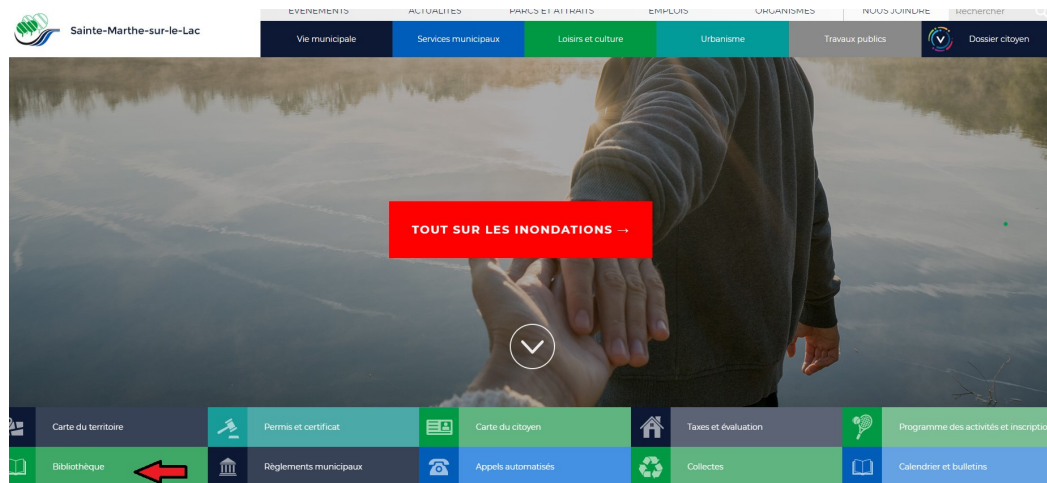 ÉVÉNEMENTS ACTUALITÉS PARCS ET ATTRAITS EMPLOIS ORGANISMES NOUS JOINDRE Rechercher
Sainte-Marthe-sur-le-Lac
Vie municipale Services municipaux Loisirs et culture Urbanisme Travaux publics Dossier citoyen
TOUT SUR LES INONDATIONS →
Carte du territoire Permis et certificat Carte du citoyen Taxes et évaluation Programme des activités et inscriptio
Bibliothèque Règlements municipaux Appels automatisés Collectes Calendrier et bulletins